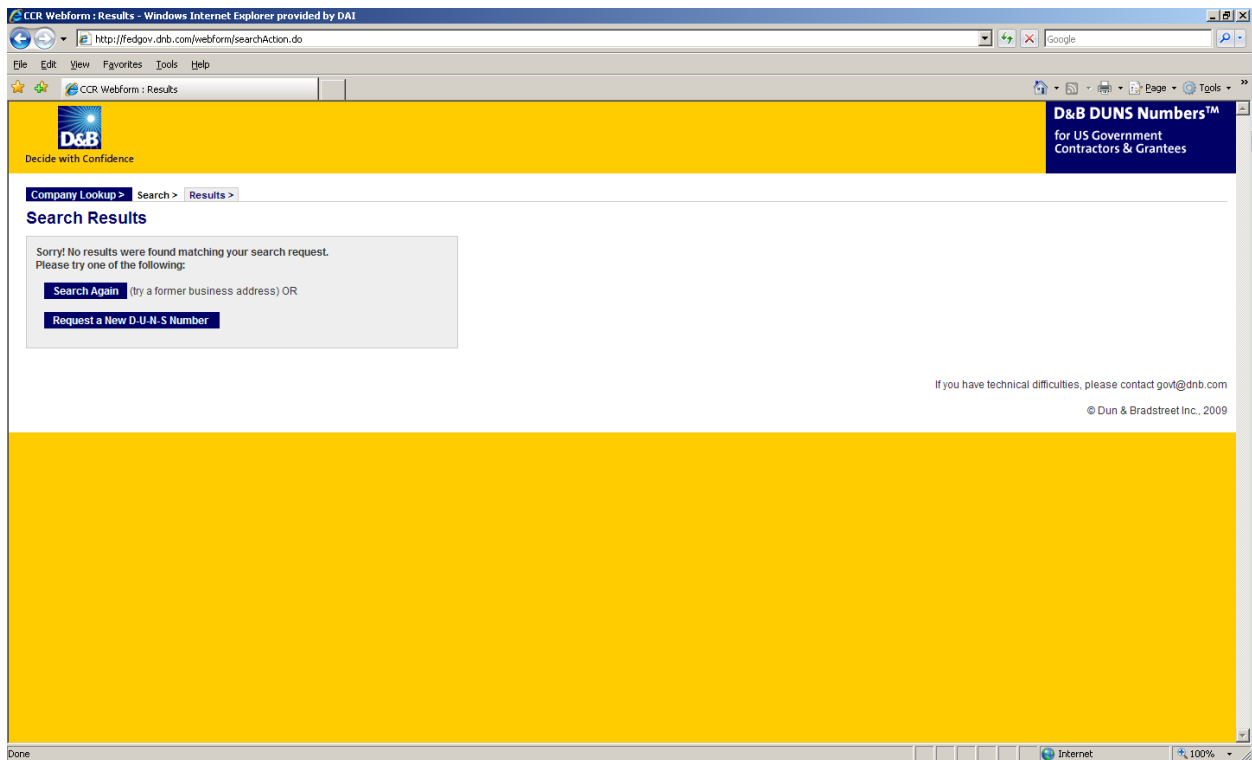 CCR Webform : Results - Windows Internet Explorer provided by DAI
http://fedgov.dnb.com/webform/searchAction.do
Google
File Edit View Favorites Tools Help
CCR Webform : Results
Page Tools »
D&B
Decide with Confidence
D&B DUNS Numbers™
for US Government
Contractors & Grantees
Company Lookup > Search > Results >
Search Results
Sorry! No results were found matching your search request.
Please try one of the following:
Search Again (try a former business address) OR
Request a New D-U-N-S Number
If you have technical difficulties, please contact govt@dnb.com
© Dun & Bradstreet Inc., 2009
Done
Internet
100%